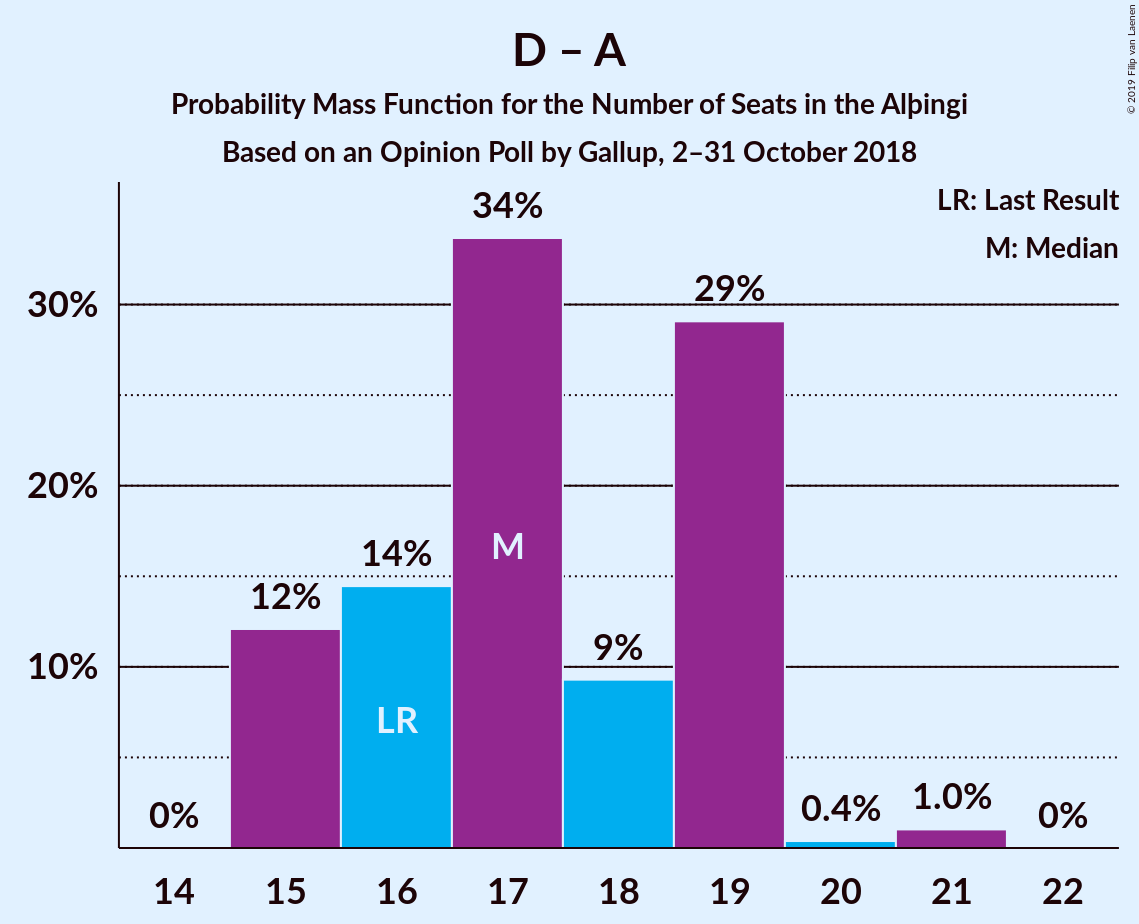 D – A
Probability Mass Function for the Number of Seats in the Alþingi
Based on an Opinion Poll by Gallup, 2–31 October 2018
© 2019 Filip van Laenen
LR: Last Result
M: Median
30%
20%
10%
0%
12%
14%
34%
9%
29%
0.4%
1.0%
0%
LR
M
14
15
16
17
18
19
20
21
22